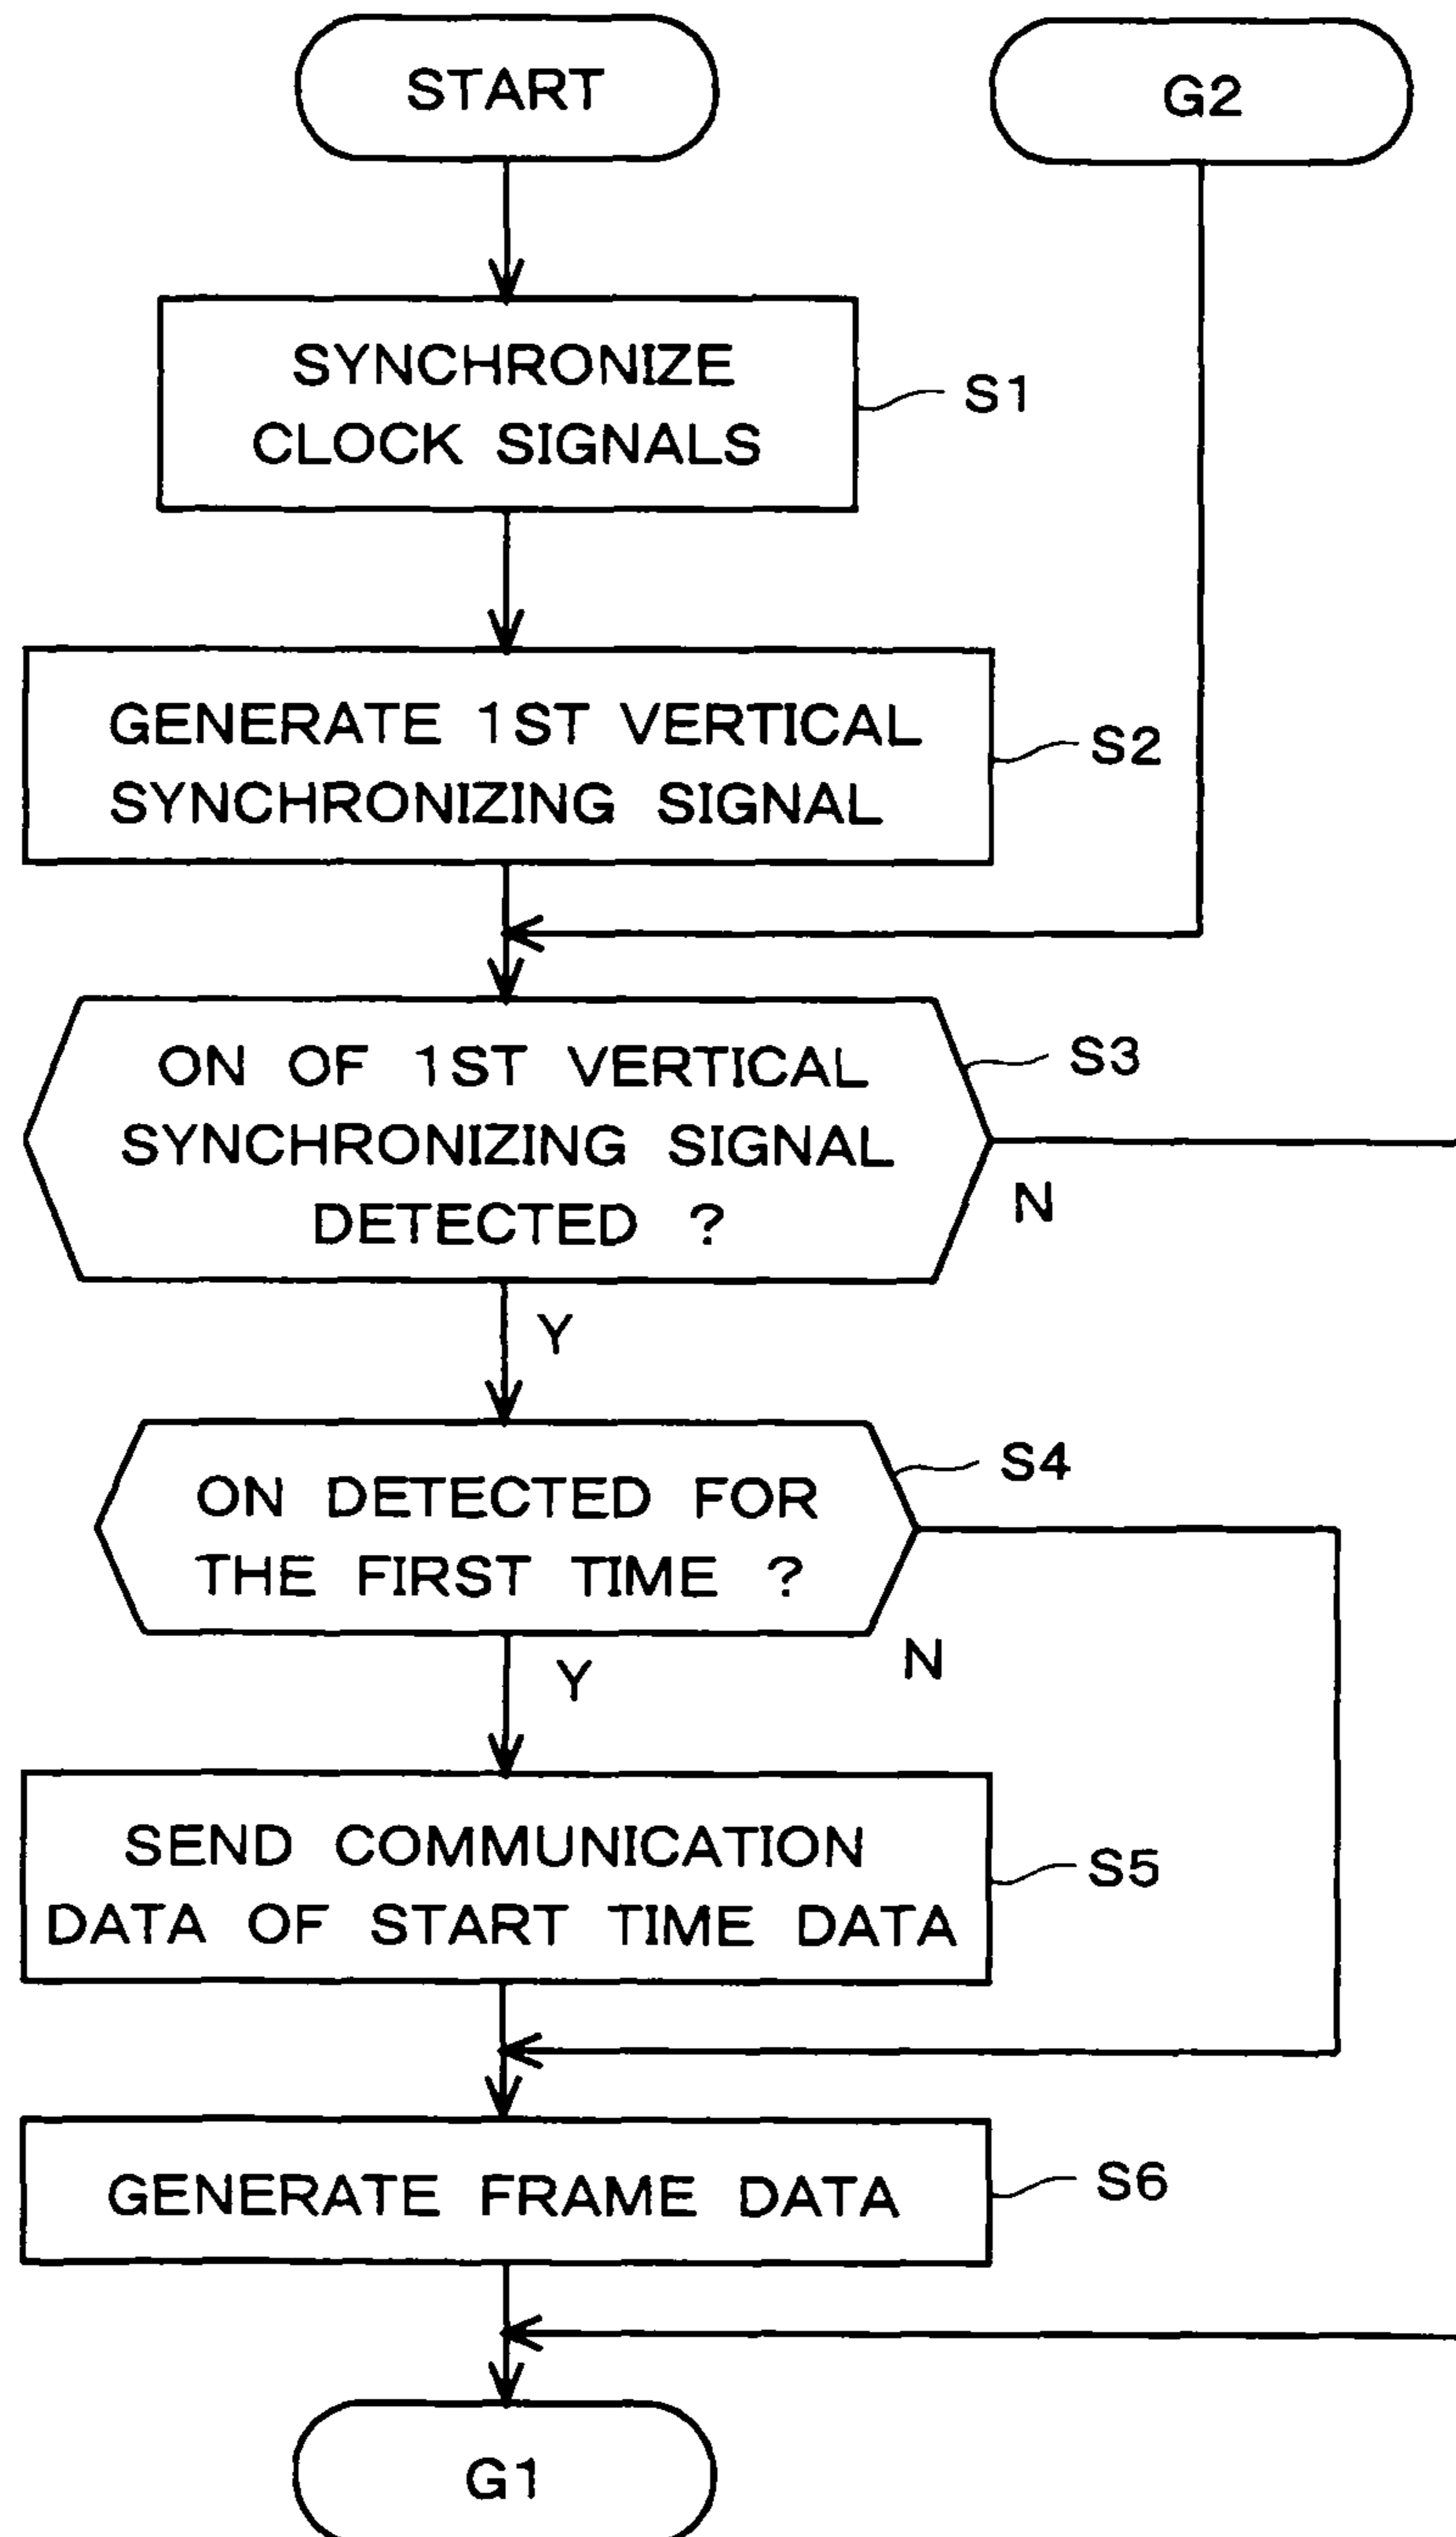 START
G2
SYNCHRONIZE
CLOCK SIGNALS
S1
GENERATE 1ST VERTICAL
SYNCHRONIZING SIGNAL
S2
ON OF 1ST VERTICAL
SYNCHRONIZING SIGNAL
DETECTED ?
S3
N
Y
ON DETECTED FOR
THE FIRST TIME ?
S4
N
Y
SEND COMMUNICATION
DATA OF START TIME DATA
S5
GENERATE FRAME DATA
S6
G1